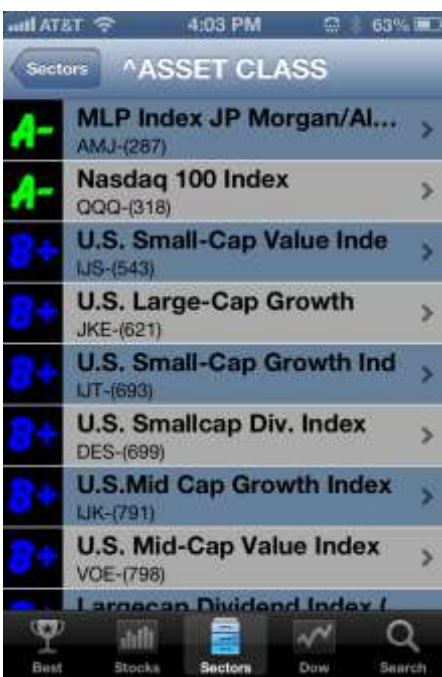 AT&T 4:03 PM 63%
Sectors ^ASSET CLASS
A- MLP Index JP Morgan/Al...
AMJ-(287)
A- Nasdaq 100 Index
QQQ-(318)
B+ U.S. Small-Cap Value Inde
IJS-(543)
B+ U.S. Large-Cap Growth
JKE-(621)
B+ U.S. Small-Cap Growth Ind
IJT-(693)
B+ U.S. Smallcap Div. Index
DES-(699)
B+ U.S.Mid Cap Growth Index
IJK-(791)
B+ U.S. Mid-Cap Value Index
VOE-(798)
Largecap Dividend Index (
Best Stocks Sectors Dow Search